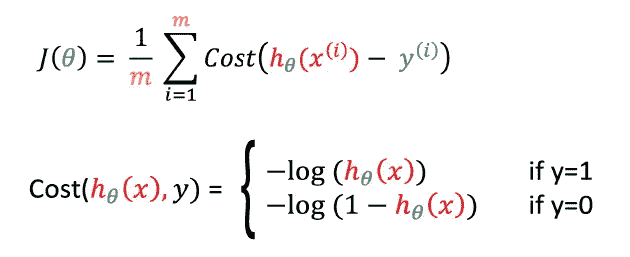 J(θ) = 1/m ∑_{i=1}^{m} Cost(h_θ(x^{(i)}) − y^{(i)})
Cost(h_θ(x), y) = { −log (h_θ(x)) if y=1
−log (1 − h_θ(x)) if y=0